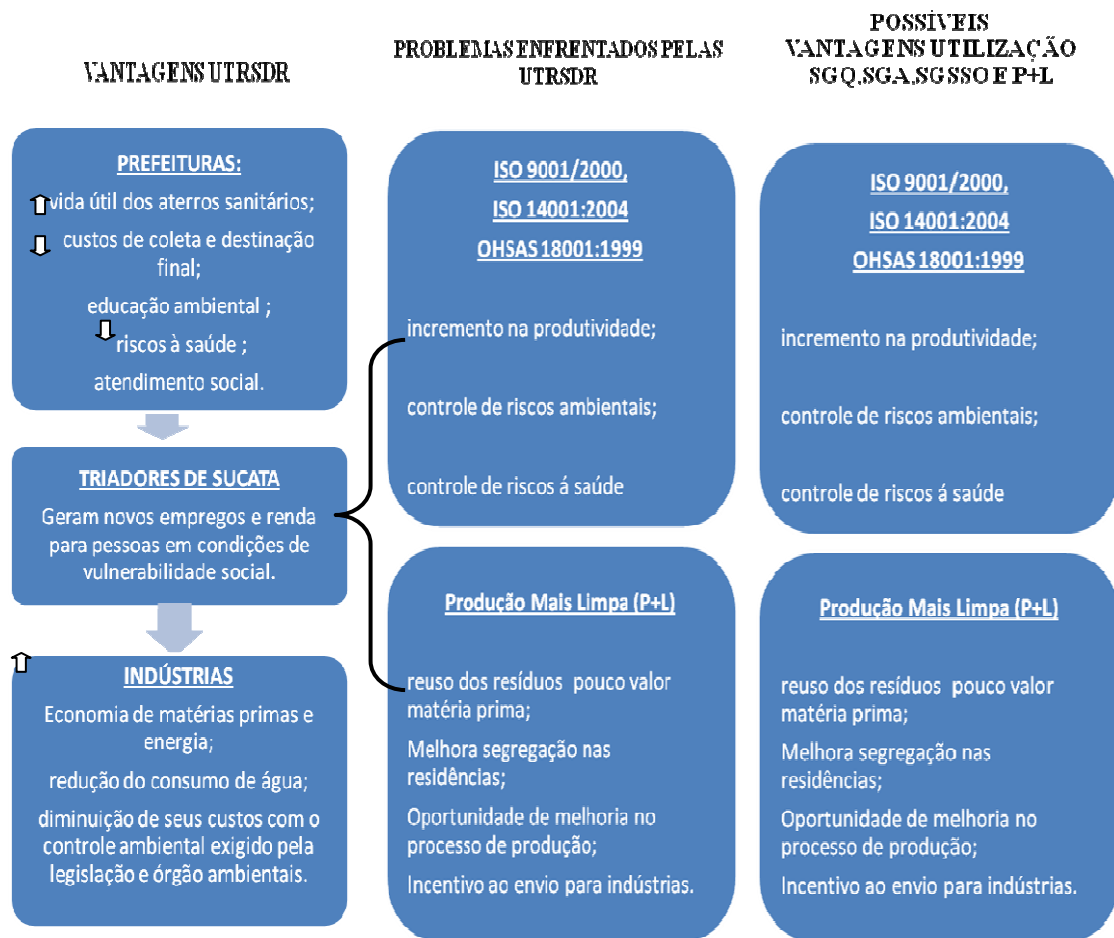 VANTAGENS UTRSDR
PREFEITURAS:
vida útil dos aterros sanitários;
custos de coleta e destinação
final;
educação ambiental ;
riscos à saúde ;
atendimento social.
TRIADORES DE SUCATA
Geram novos empregos e renda
para pessoas em condições de
vulnerabilidade social.
INDÚSTRIAS
Economia de matérias primas e
energia;
redução do consumo de água;
diminuição de seus custos com o
controle ambiental exigido pela
legislação e órgão ambientais.
PROBLEMAS ENFRENTADOS PELAS
UTRSDR
ISO 9001/2000,
ISO 14001:2004
OHSAS 18001:1999
incremento na produtividade;
controle de riscos ambientais;
controle de riscos á saúde
Produção Mais Limpa (P+L)
reuso dos resíduos pouco valor
matéria prima;
Melhora segregação nas
residências;
Oportunidade de melhoria no
processo de produção;
Incentivo ao envio para indústrias.
POSSÍVEIS
VANTAGENS UTILIZAÇÃO
SGQ,SGA,SGSSO E P+L
ISO 9001/2000,
ISO 14001:2004
OHSAS 18001:1999
incremento na produtividade;
controle de riscos ambientais;
controle de riscos á saúde
Produção Mais Limpa (P+L)
reuso dos resíduos pouco valor
matéria prima;
Melhora segregação nas
residências;
Oportunidade de melhoria no
processo de produção;
Incentivo ao envio para indústrias.